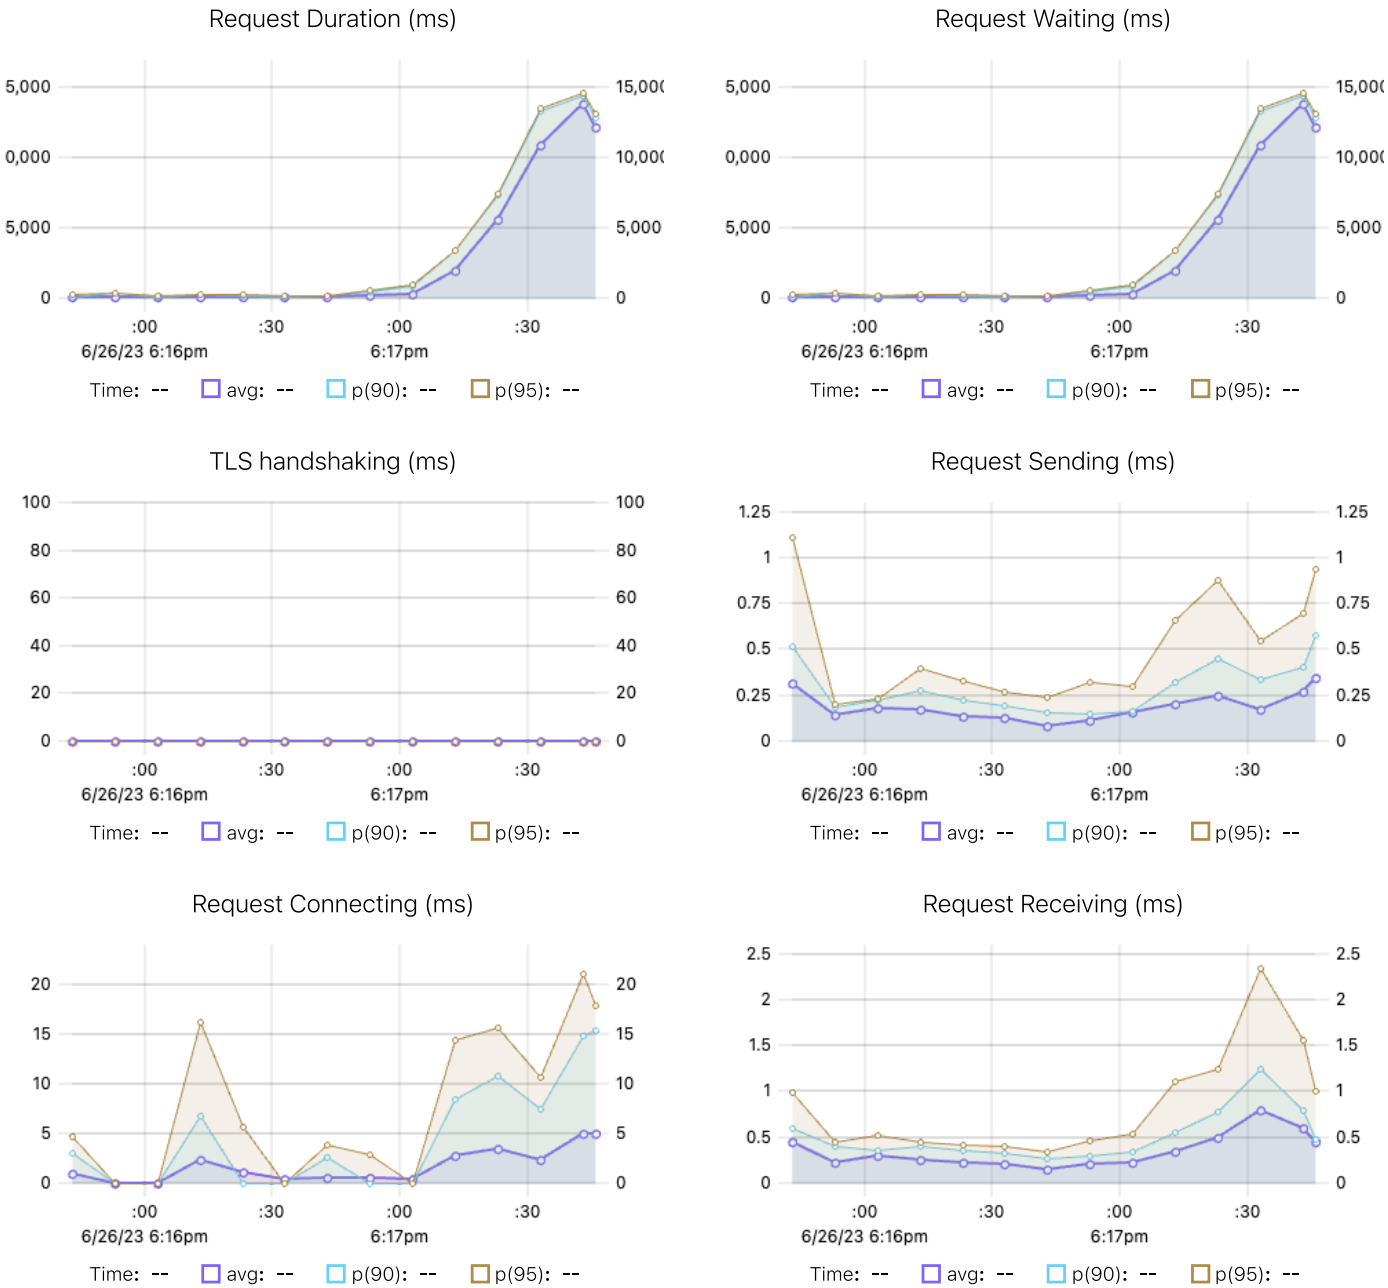 Request Duration (ms)
5,000 15,000
0,000 10,000
5,000 5,000
0 0
:00 :30 :00 :30
6/26/23 6:16pm 6:17pm
Time: -- avg: -- p(90): -- p(95): --
Request Waiting (ms)
5,000 15,000
0,000 10,000
5,000 5,000
0 0
:00 :30 :00 :30
6/26/23 6:16pm 6:17pm
Time: -- avg: -- p(90): -- p(95): --
TLS handshaking (ms)
100 100
80 80
60 60
40 40
20 20
0 0
:00 :30 :00 :30
6/26/23 6:16pm 6:17pm
Time: -- avg: -- p(90): -- p(95): --
Request Sending (ms)
1.25 1.25
1 1
0.75 0.75
0.5 0.5
0.25 0.25
0 0
:00 :30 :00 :30
6/26/23 6:16pm 6:17pm
Time: -- avg: -- p(90): -- p(95): --
Request Connecting (ms)
20 20
15 15
10 10
5 5
0 0
:00 :30 :00 :30
6/26/23 6:16pm 6:17pm
Time: -- avg: -- p(90): -- p(95): --
Request Receiving (ms)
2.5 2.5
2 2
1.5 1.5
1 1
0.5 0.5
0 0
:00 :30 :00 :30
6/26/23 6:16pm 6:17pm
Time: -- avg: -- p(90): -- p(95): --